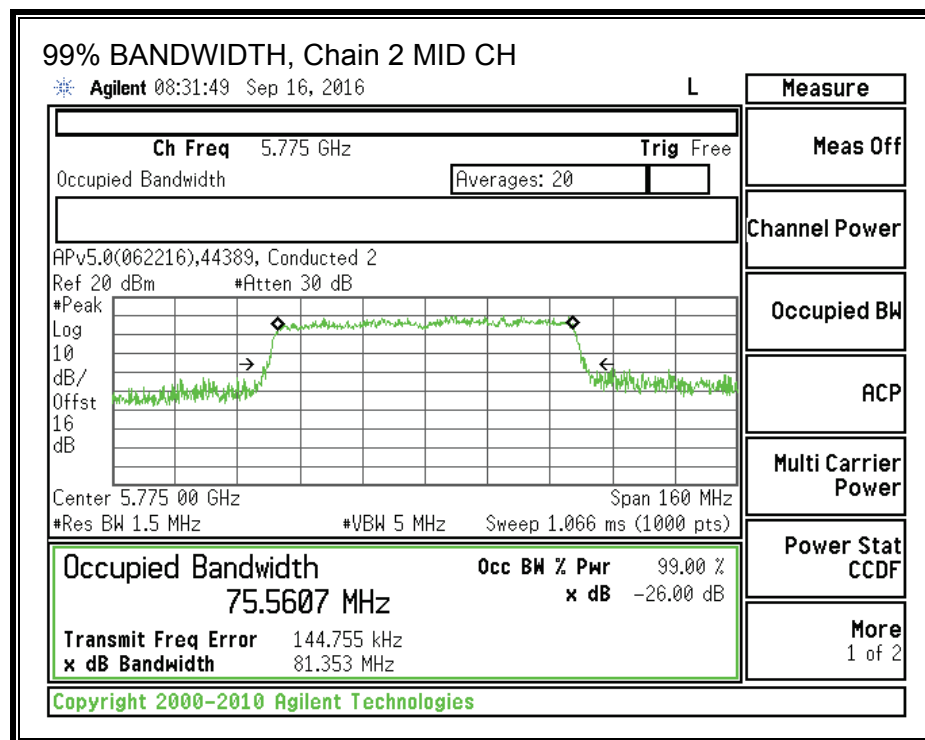 99% BANDWIDTH, Chain 2 MID CH
Agilent 08:31:49 Sep 16, 2016 L
Measure
Ch Freq 5.775 GHz Trig Free
Occupied Bandwidth Averages: 20
APv5.0(062216),44389, Conducted 2
Ref 20 dBm #Atten 30 dB
#Peak
Log
10
dB/
Offst
16
dB
Center 5.775 00 GHz Span 160 MHz
#Res BW 1.5 MHz #VBW 5 MHz Sweep 1.066 ms (1000 pts)
Occupied Bandwidth Occ BW % Pwr 99.00 %
75.5607 MHz x dB -26.00 dB
Transmit Freq Error 144.755 kHz
x dB Bandwidth 81.353 MHz
Meas Off
Channel Power
Occupied BW
ACP
Multi Carrier
Power
Power Stat
CCDF
More
1 of 2
Copyright 2000-2010 Agilent Technologies